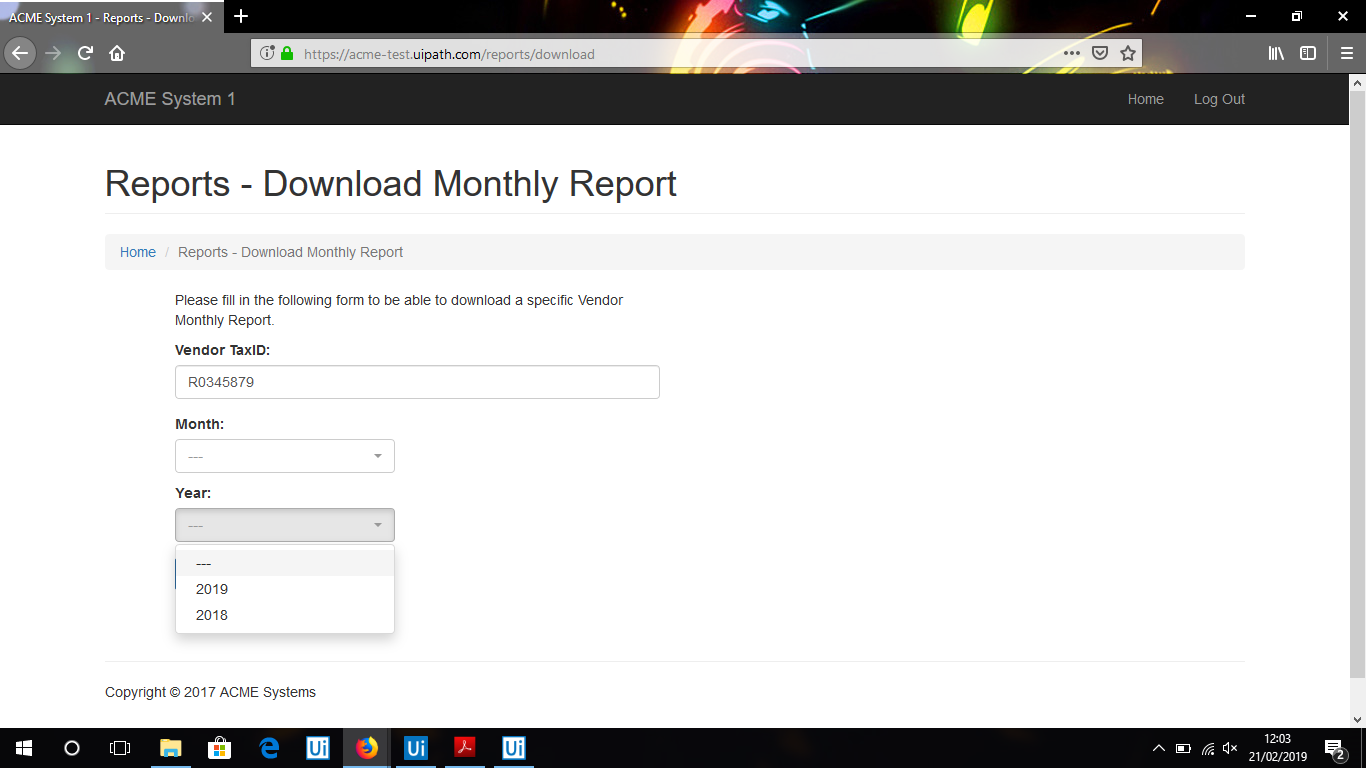 ACME System 1 - Reports - Downlo
https://acme-test.uipath.com/reports/download
ACME System 1
Home
Log Out
Reports - Download Monthly Report
Home / Reports - Download Monthly Report
Please fill in the following form to be able to download a specific Vendor
Monthly Report.
Vendor TaxID:
R0345879
Month:
---
Year:
---
---
2019
2018
Copyright © 2017 ACME Systems
Ui
Ui
Ui
12:03
21/02/2019
2